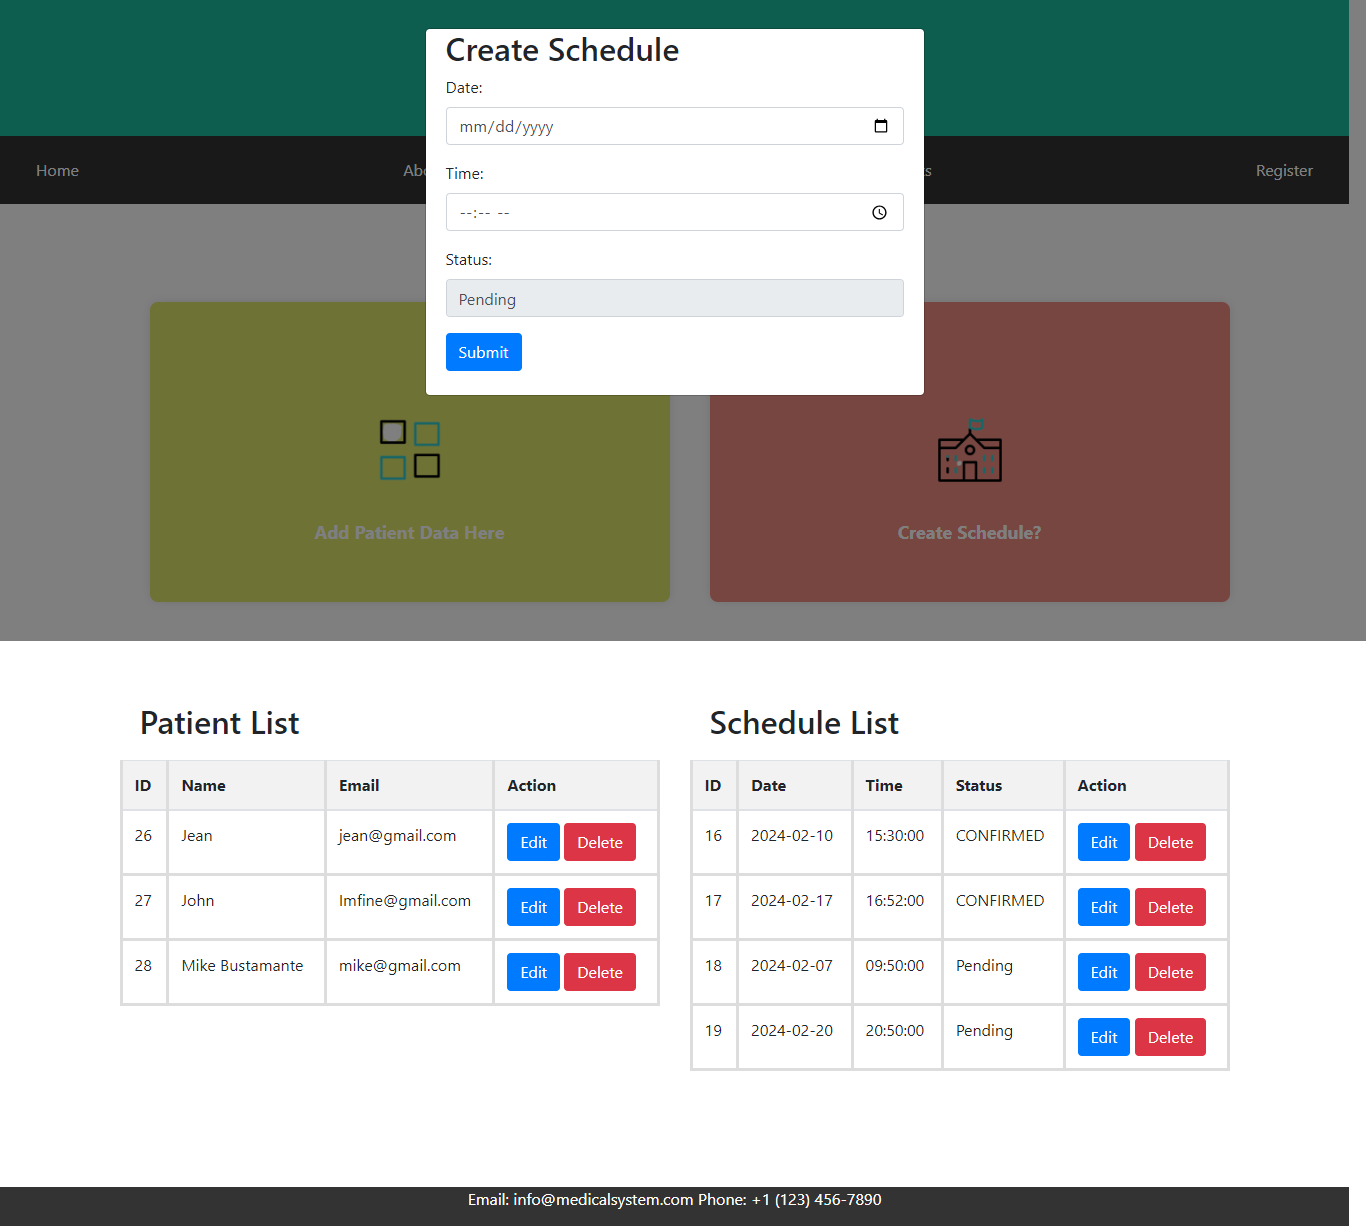 Create Schedule
Date:
mm/dd/yyyy
Time:
--:-- --
Status:
Pending
Submit
Home
Register
Add Patient Data Here
Create Schedule?
Patient List
ID Name Email Action
26 Jean jean@gmail.com Edit Delete
27 John Imfine@gmail.com Edit Delete
28 Mike Bustamante mike@gmail.com Edit Delete
Schedule List
ID Date Time Status Action
16 2024-02-10 15:30:00 CONFIRMED Edit Delete
17 2024-02-17 16:52:00 CONFIRMED Edit Delete
18 2024-02-07 09:50:00 Pending Edit Delete
19 2024-02-20 20:50:00 Pending Edit Delete
Email: info@medicalsystem.com Phone: +1 (123) 456-7890